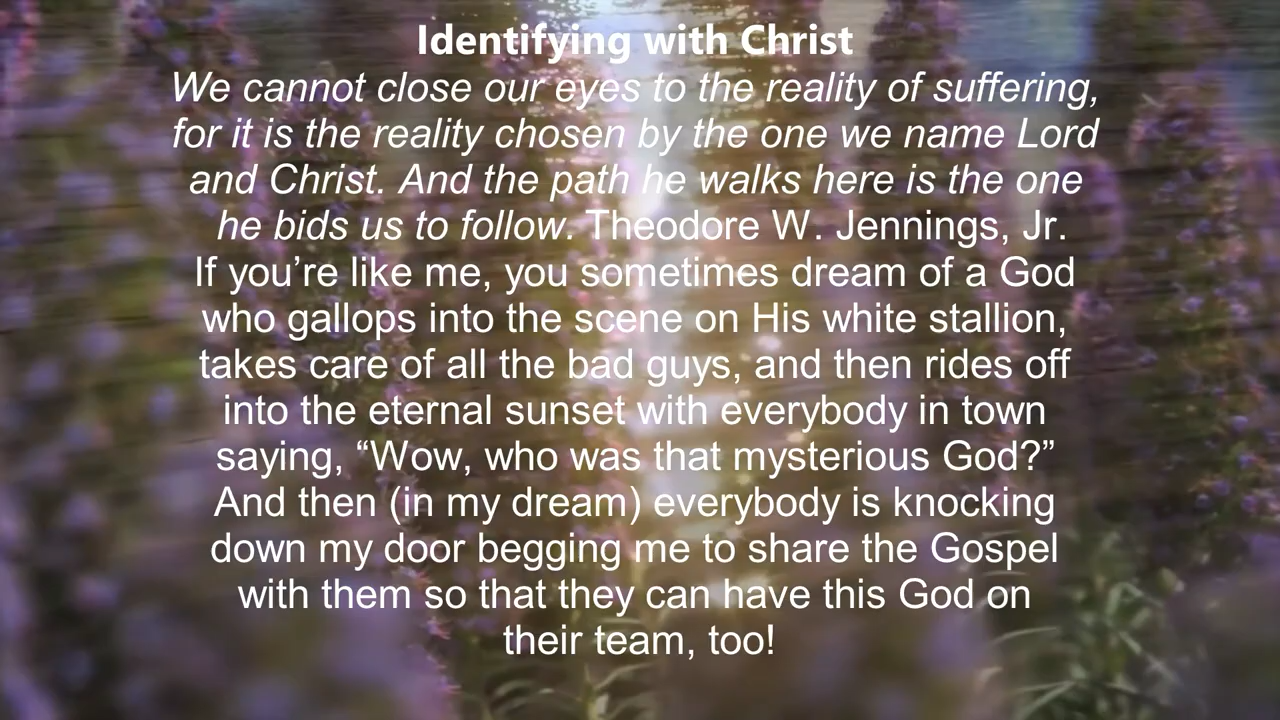 Identifying with Christ
We cannot close our eyes to the reality of suffering,
for it is the reality chosen by the one we name Lord
and Christ. And the path he walks here is the one
he bids us to follow. Theodore W. Jennings, Jr.
If you’re like me, you sometimes dream of a God
who gallops into the scene on His white stallion,
takes care of all the bad guys, and then rides off
into the eternal sunset with everybody in town
saying, “Wow, who was that mysterious God?”
And then (in my dream) everybody is knocking
down my door begging me to share the Gospel
with them so that they can have this God on
their team, too!